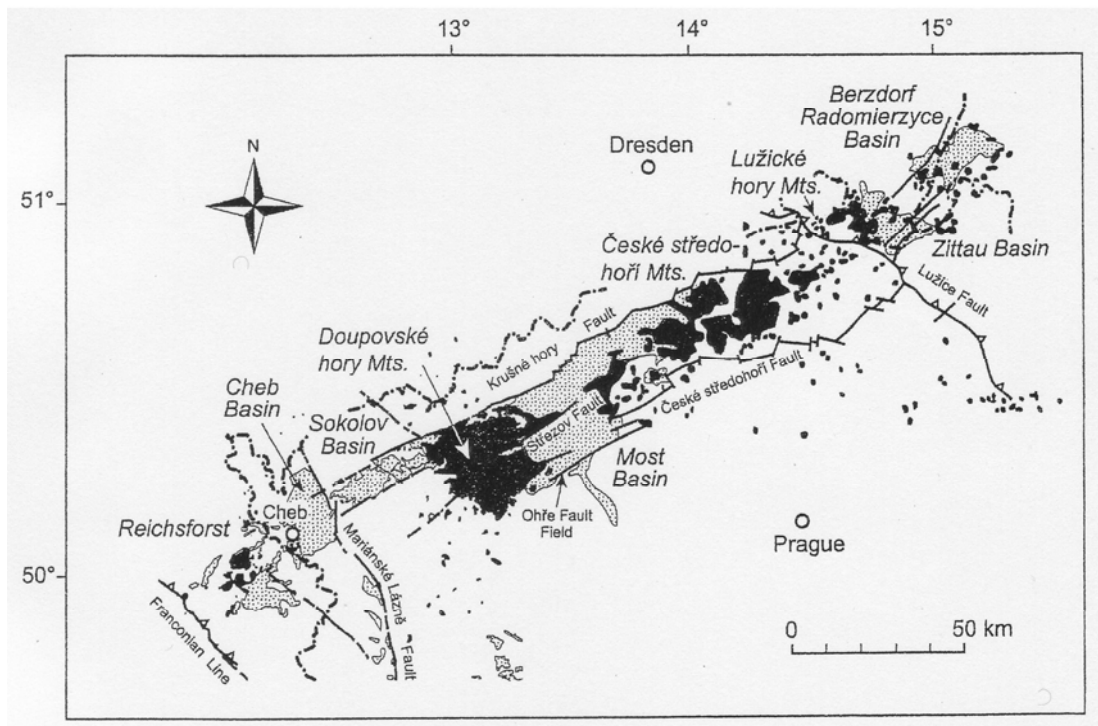 13°
14°
15°
51°
50°
N
Dresden
Berzdorf
Radomierzyce
Basin
Lužické
hory Mts.
Zittau Basin
České středo-
hoří Mts.
Lužice Fault
Doupovské
hory Mts.
Krušné hory
Fault
České středohoří Fault
Cheb
Basin
Sokolov
Basin
Střezov Fault
Most
Basin
Ohře Fault
Field
Cheb
Reichsforst
Mariánské Lázně
Fault
Prague
Franconian Line
0
50 km